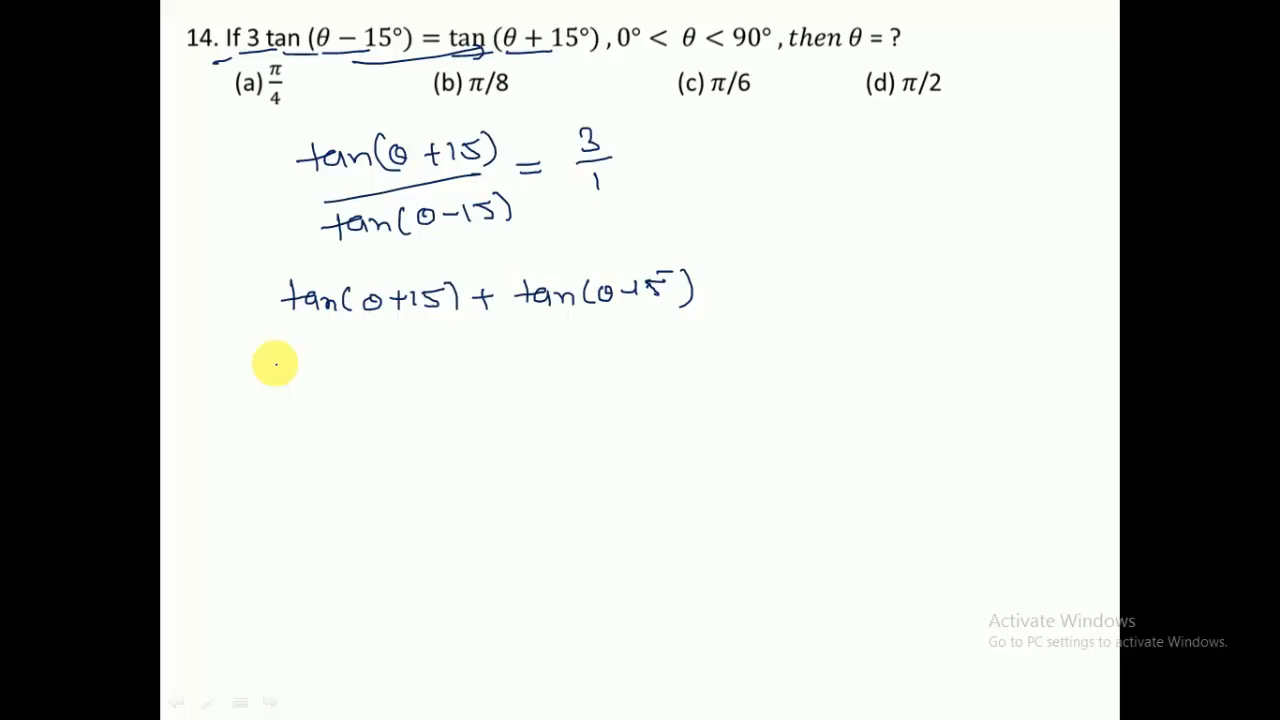 14. If 3 tan (θ − 15°) = tan (θ + 15°) , 0° < θ < 90° , then θ = ?
(a) π/4 (b) π/8 (c) π/6 (d) π/2
tan(θ +15) / tan(θ-15) = 3/1
tan(θ+15) + tan(θ-15)
Activate Windows
Go to PC settings to activate Windows.